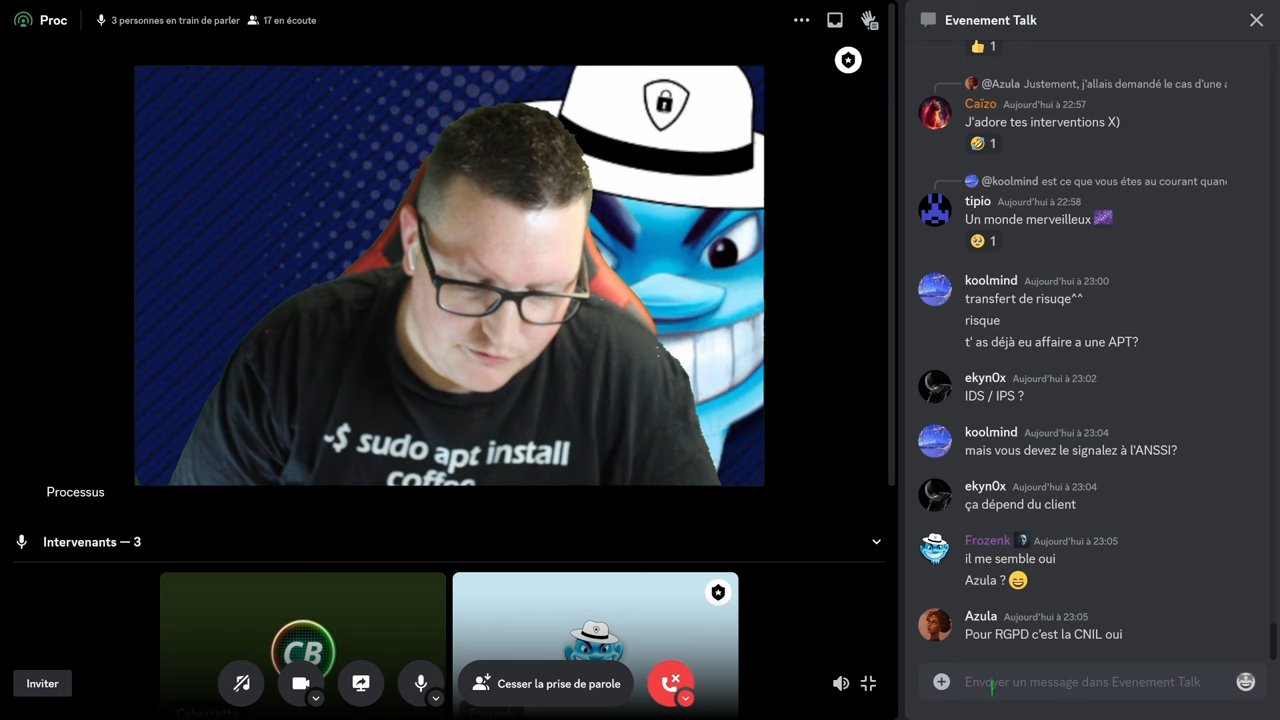 Proc
3 personnes en train de parler
17 en écoute
~$ sudo apt install
coffee
Processus
Intervenants — 3
CB
Inviter
Cesser la prise de parole
Evenement Talk
1
@Azula Justement, j'allais demandé le cas d'une
Caïzo Aujourd'hui à 22:57
J'adore tes interventions X)
1
@koolmind est ce que vous étes au courant quan
tipio Aujourd'hui à 22:58
Un monde merveilleux
1
koolmind Aujourd'hui à 23:00
transfert de risuqe^^
risque
t' as déjà eu affaire a une APT?
ekyn0x Aujourd'hui à 23:02
IDS / IPS ?
koolmind Aujourd'hui à 23:04
mais vous devez le signalez à l'ANSSI?
ekyn0x Aujourd'hui à 23:04
ça dépend du client
Frozenk Aujourd'hui à 23:05
il me semble oui
Azula ?
Azula Aujourd'hui à 23:05
Pour RGPD c'est la CNIL oui
Envoyer un message dans Evenement Talk